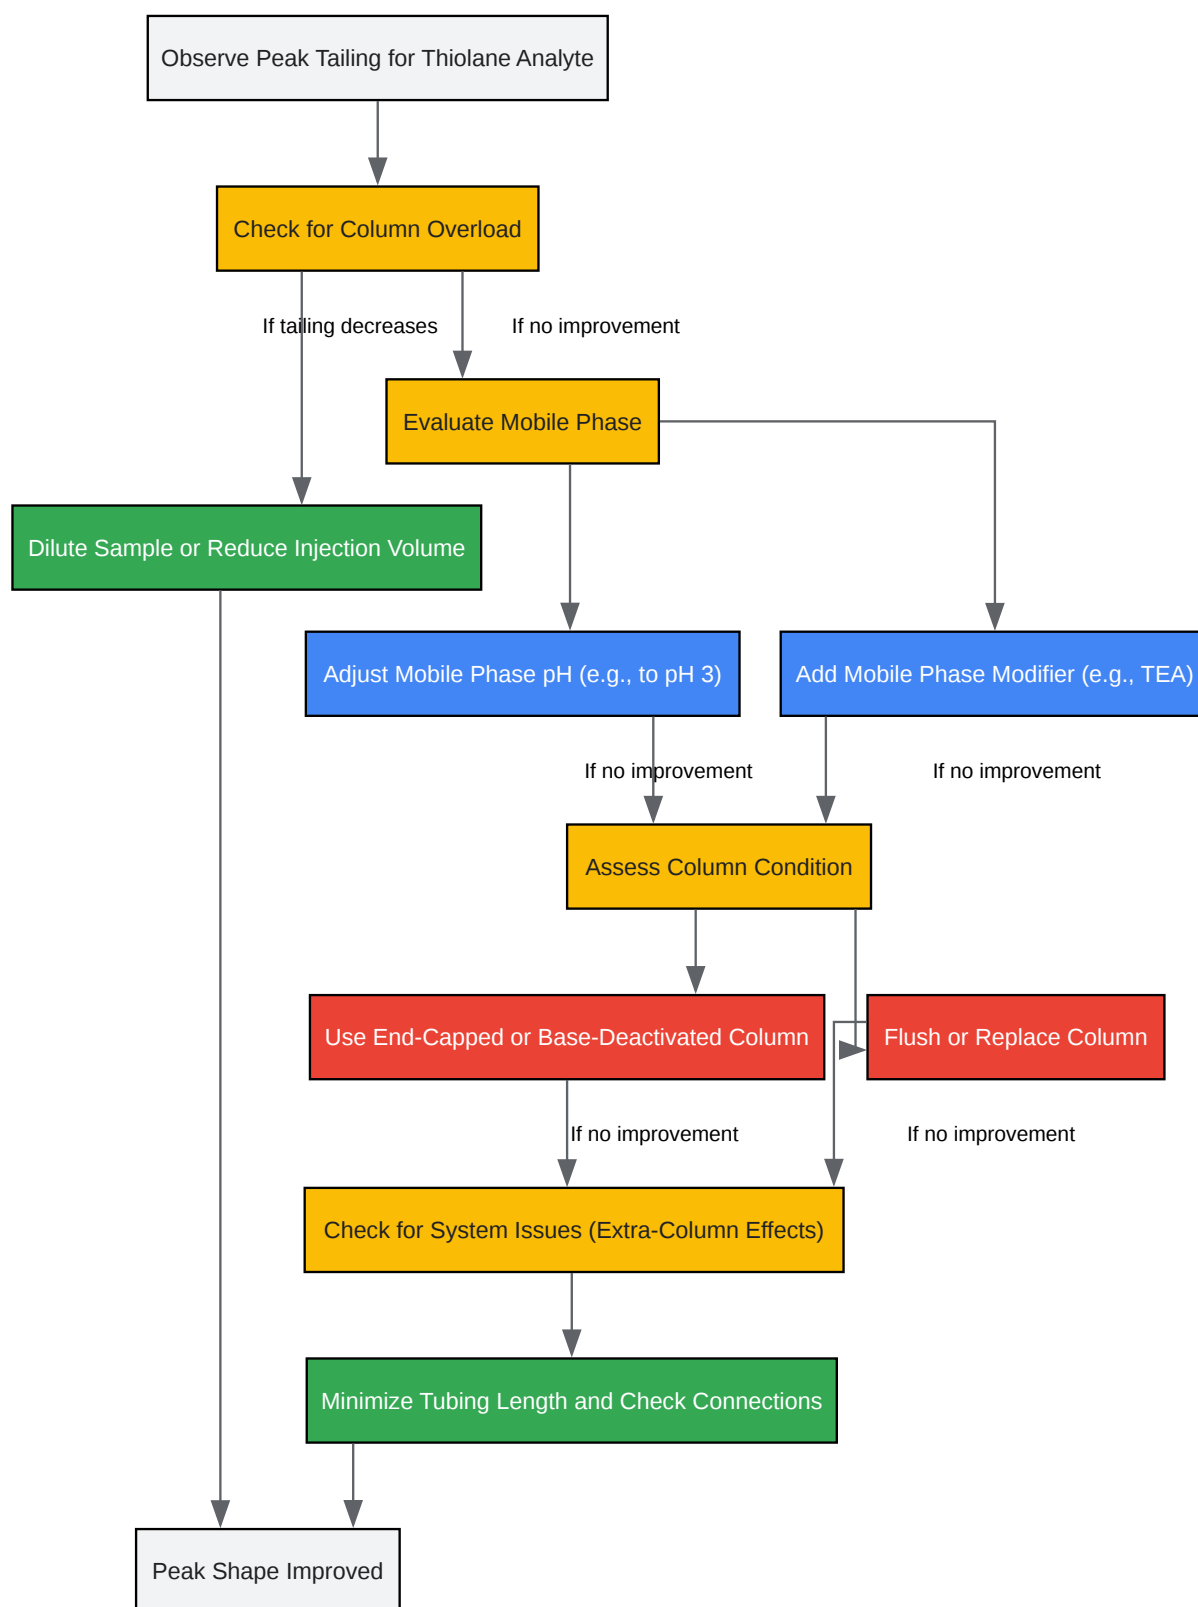 Observe Peak Tailing for Thiolane Analyte
Check for Column Overload
If tailing decreases
If no improvement
Evaluate Mobile Phase
Dilute Sample or Reduce Injection Volume
Adjust Mobile Phase pH (e.g., to pH 3)
Add Mobile Phase Modifier (e.g., TEA)
If no improvement
If no improvement
Assess Column Condition
Use End-Capped or Base-Deactivated Column
Flush or Replace Column
If no improvement
If no improvement
Check for System Issues (Extra-Column Effects)
Minimize Tubing Length and Check Connections
Peak Shape Improved